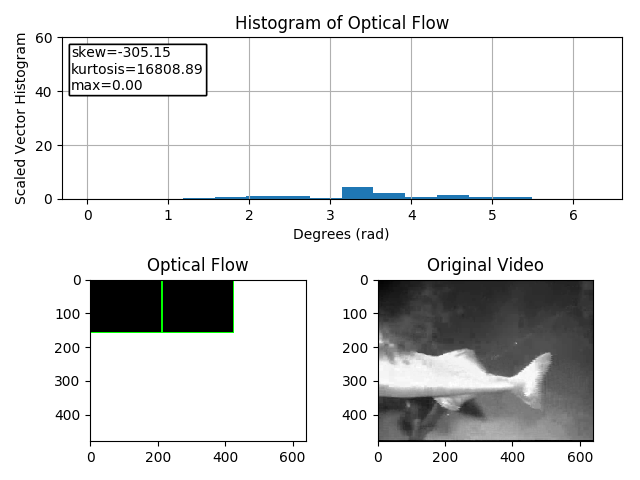 Histogram of Optical Flow
Scaled Vector Histogram
60
40
20
0
skew=-305.15
kurtosis=16808.89
max=0.00
0 1 2 3 4 5 6
Degrees (rad)
Optical Flow
0
100
200
300
400
0 200 400 600
Original Video
0
100
200
300
400
0 200 400 600